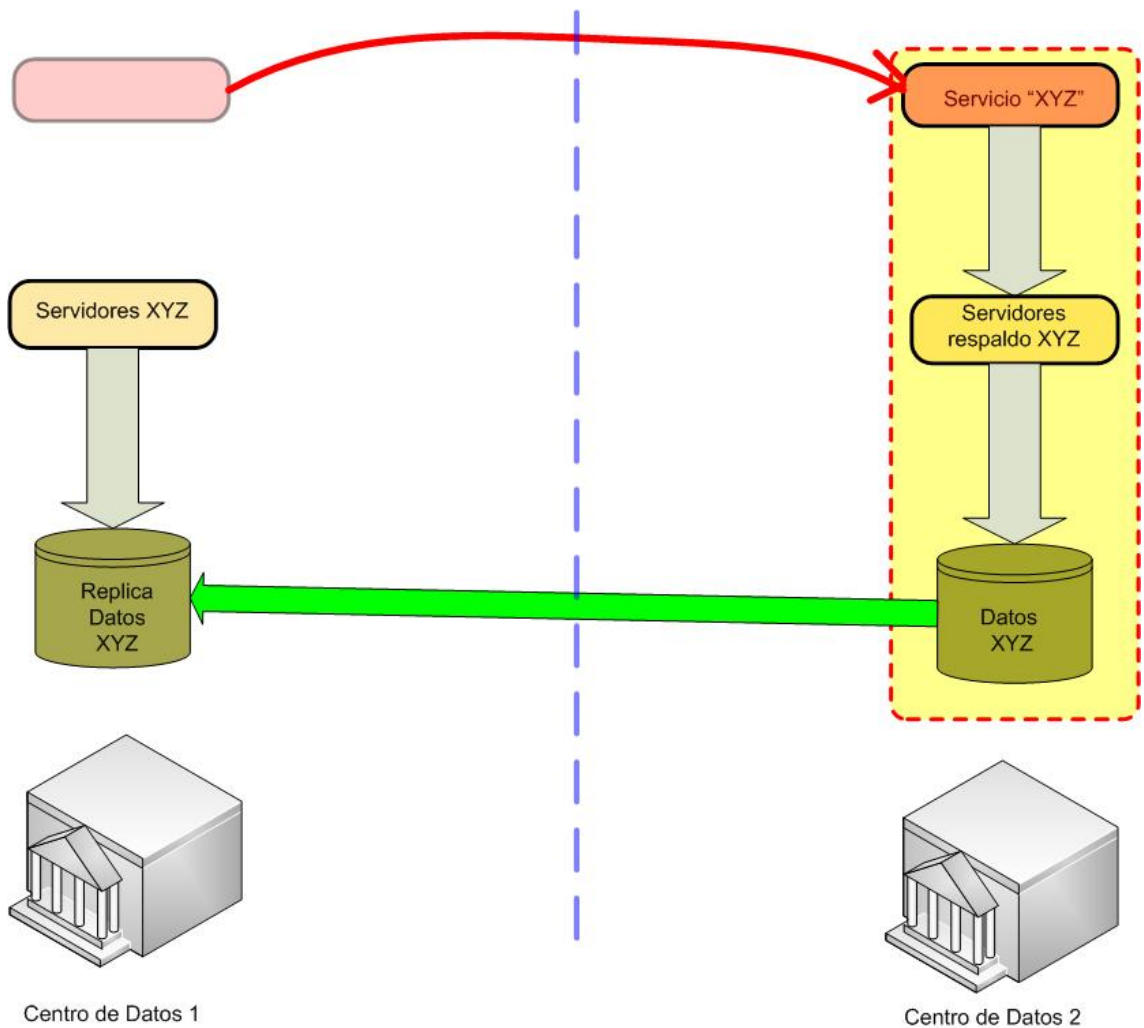 Servicio “XYZ”
Servidores XYZ
Servidores
respaldo XYZ
Replica
Datos
XYZ
Datos
XYZ
Centro de Datos 1
Centro de Datos 2